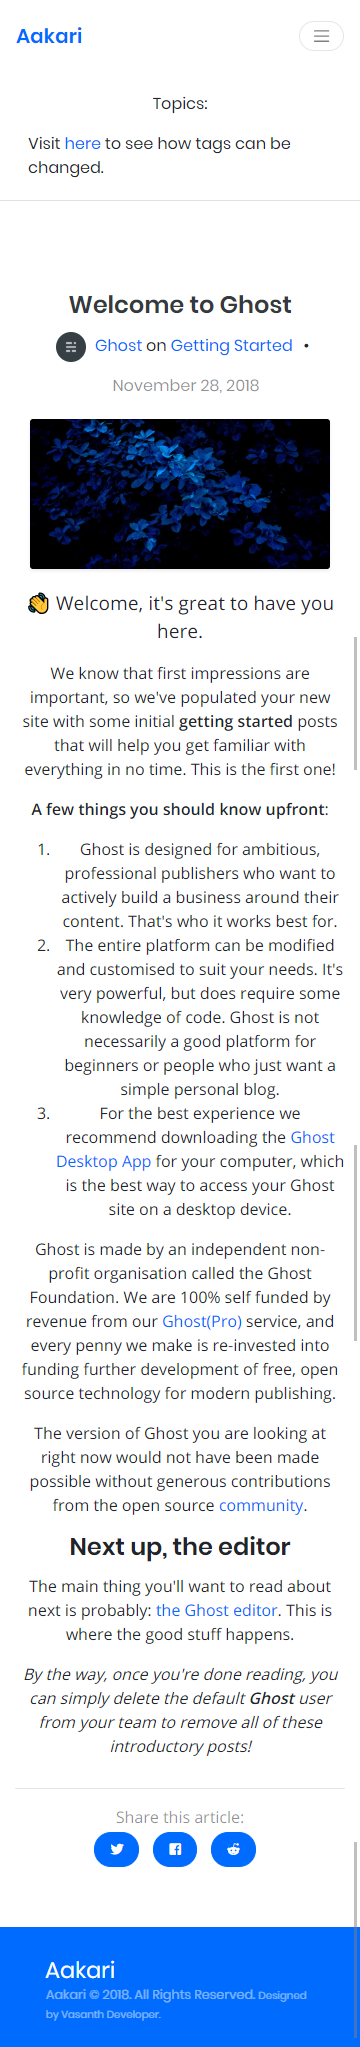 Aakari
Topics:
Visit here to see how tags can be
changed.
Welcome to Ghost
Ghost on Getting Started •
November 28, 2018
👋 Welcome, it's great to have you
here.
We know that first impressions are
important, so we've populated your new
site with some initial getting started posts
that will help you get familiar with
everything in no time. This is the first one!
A few things you should know upfront:
1. Ghost is designed for ambitious,
professional publishers who want to
actively build a business around their
content. That's who it works best for.
2. The entire platform can be modified
and customised to suit your needs. It's
very powerful, but does require some
knowledge of code. Ghost is not
necessarily a good platform for
beginners or people who just want a
simple personal blog.
3. For the best experience we
recommend downloading the Ghost
Desktop App for your computer, which
is the best way to access your Ghost
site on a desktop device.
Ghost is made by an independent non-
profit organisation called the Ghost
Foundation. We are 100% self funded by
revenue from our Ghost(Pro) service, and
every penny we make is re-invested into
funding further development of free, open
source technology for modern publishing.
The version of Ghost you are looking at
right now would not have been made
possible without generous contributions
from the open source community.
Next up, the editor
The main thing you'll want to read about
next is probably: the Ghost editor. This is
where the good stuff happens.
By the way, once you're done reading, you
can simply delete the default Ghost user
from your team to remove all of these
introductory posts!
Share this article:
Aakari
Aakari © 2018. All Rights Reserved. Designed
by Vasanth Developer.